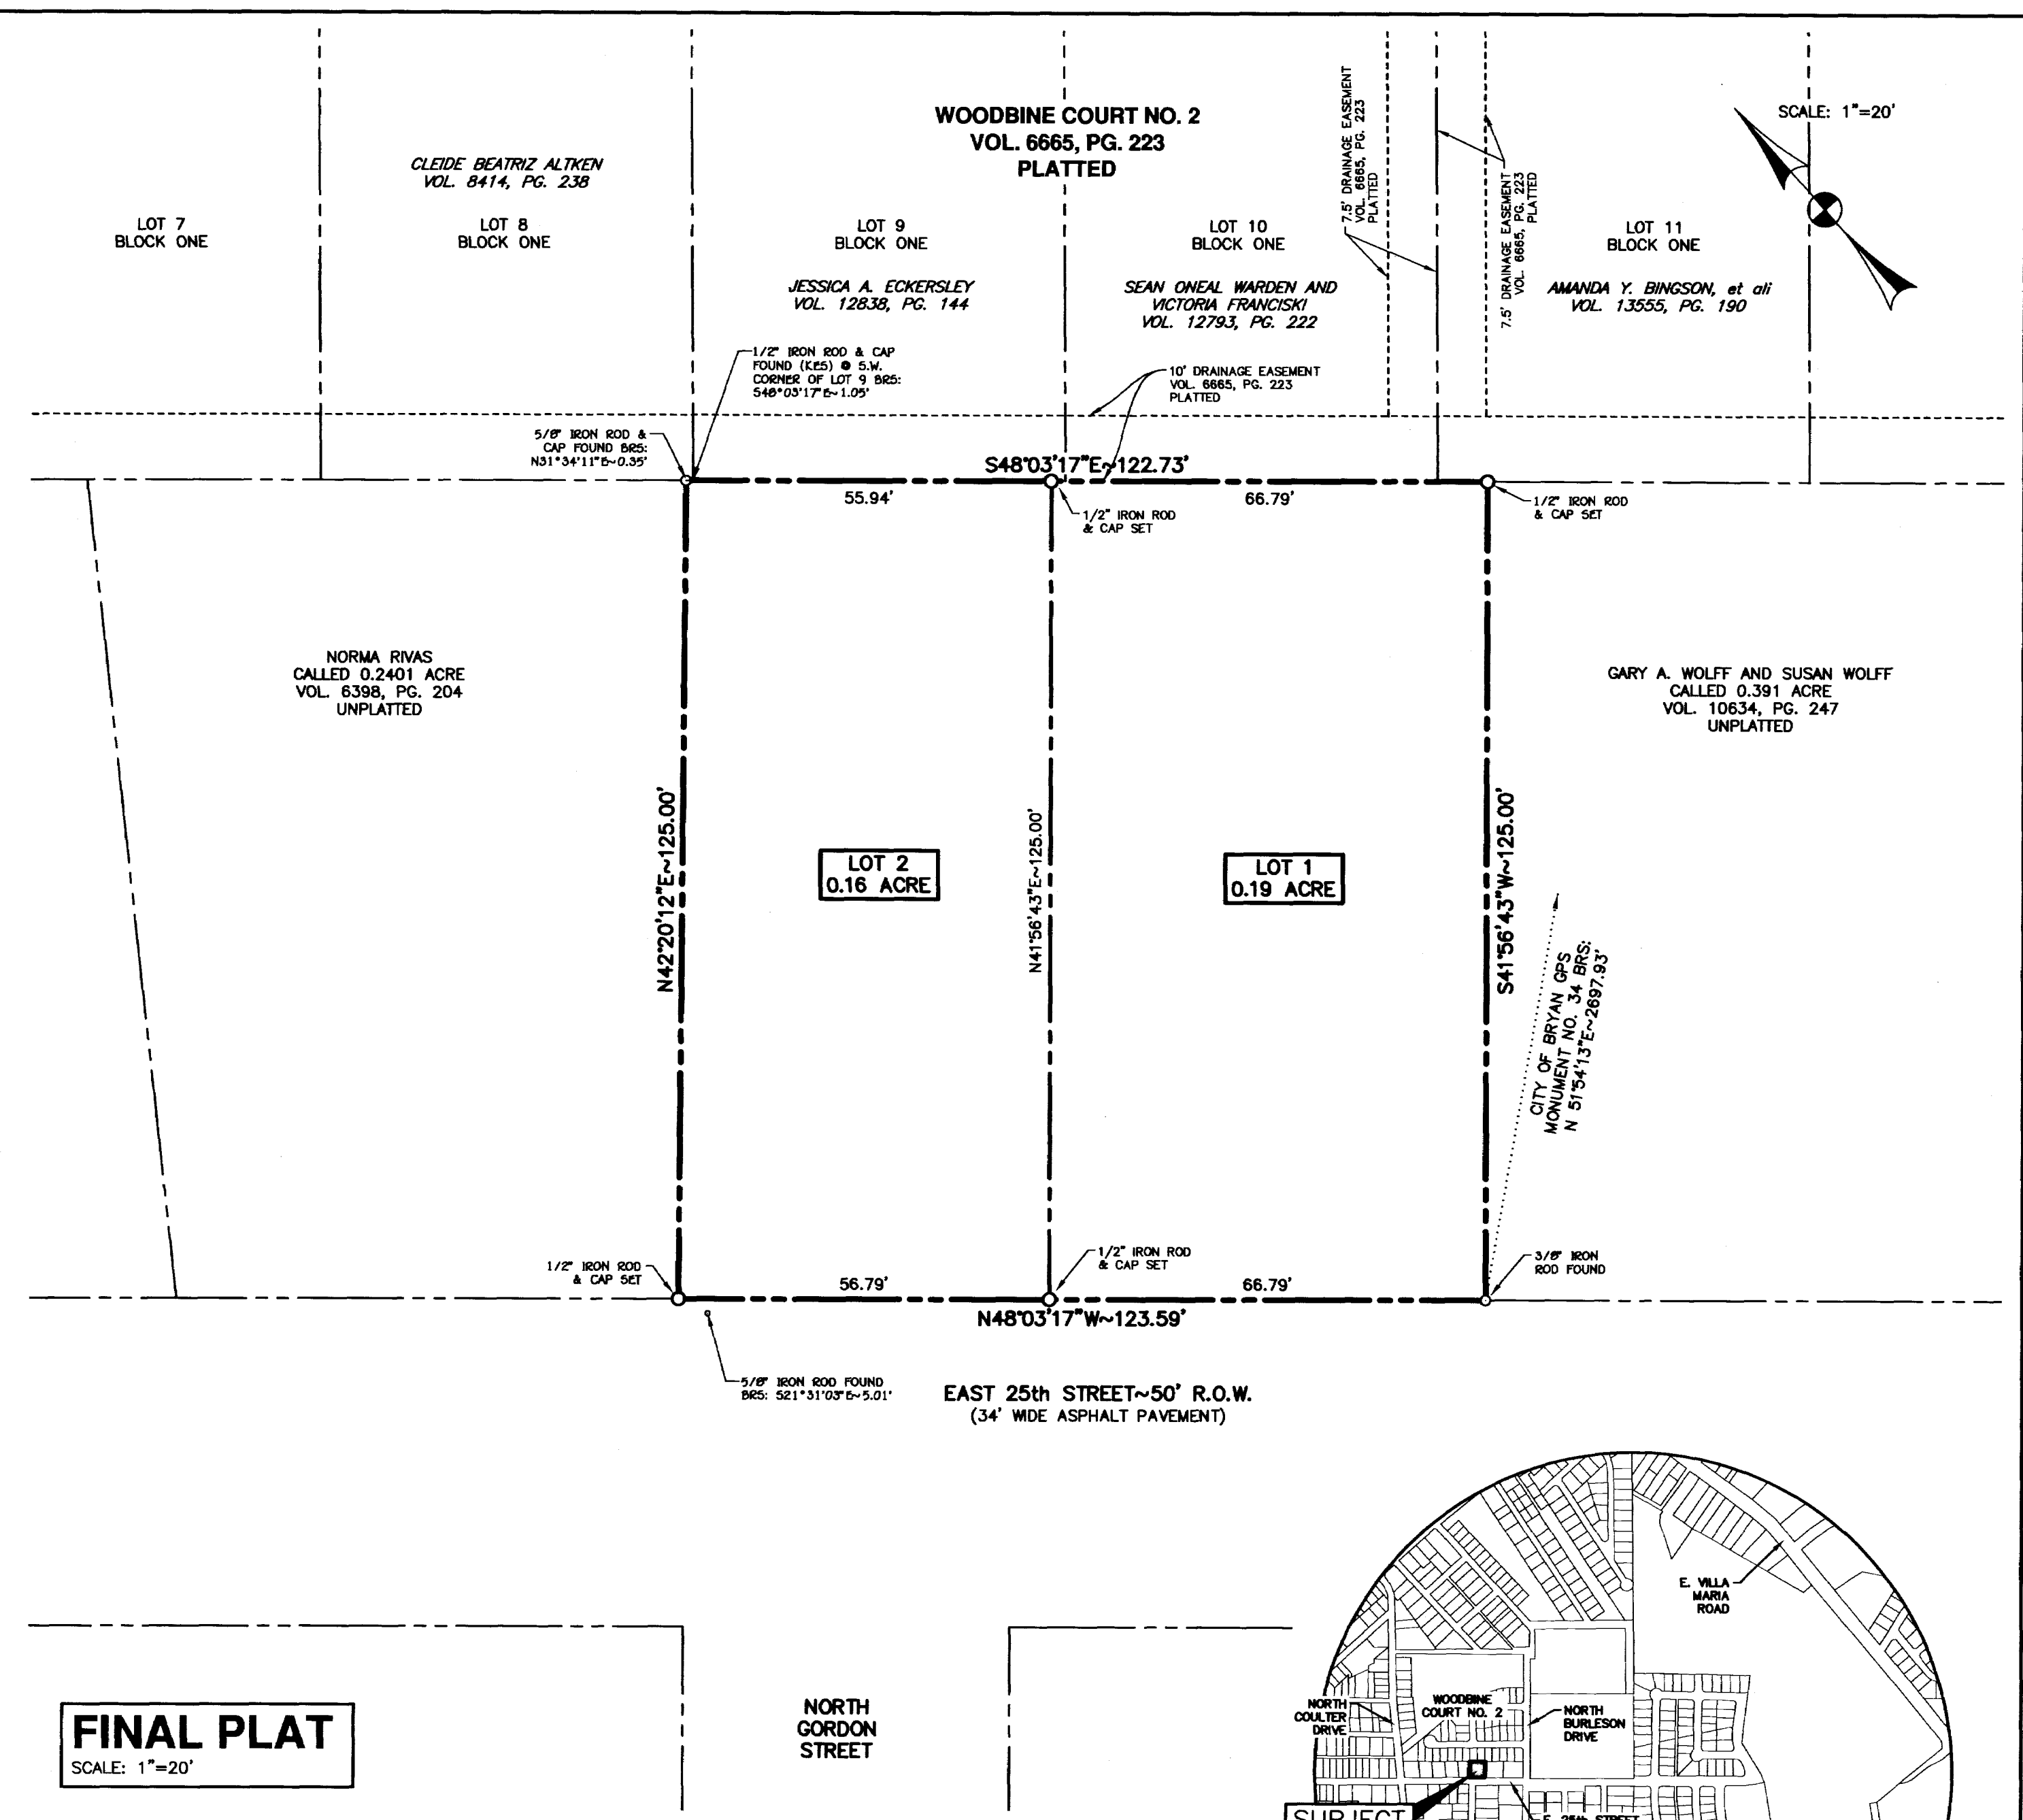 WOODBINE COURT NO. 2
VOL. 6665, PG. 223
PLATTED
SCALE: 1"=20'
CLEIDE BEATRIZ ALTKEN
VOL. 8414, PG. 238
LOT 7
BLOCK ONE
LOT 8
BLOCK ONE
LOT 9
BLOCK ONE
JESSICA A. ECKERSLEY
VOL. 12838, PG. 144
LOT 10
BLOCK ONE
SEAN ONEAL WARDEN AND
VICTORIA FRANCISKI
VOL. 12793, PG. 222
7.5' DRAINAGE EASEMENT
VOL. 6665, PG. 223
PLATTED
7.5' DRAINAGE EASEMENT
VOL. 6665, PG. 223
PLATTED
LOT 11
BLOCK ONE
AMANDA Y. BINGSON, et ali
VOL. 13555, PG. 190
1/2" IRON ROD & CAP
FOUND (KES) @ S.W.
CORNER OF LOT 9 BRS:
S48°03'17"E~1.05'
10' DRAINAGE EASEMENT
VOL. 6665, PG. 223
PLATTED
5/8" IRON ROD &
CAP FOUND BRS:
N31°34'11"E~0.35'
S48°03'17"E~122.73'
55.94'
66.79'
1/2" IRON ROD
& CAP SET
1/2" IRON ROD
& CAP SET
NORMA RIVAS
CALLED 0.2401 ACRE
VOL. 6398, PG. 204
UNPLATTED
GARY A. WOLFF AND SUSAN WOLFF
CALLED 0.391 ACRE
VOL. 10634, PG. 247
UNPLATTED
N42°20'12"E~125.00'
LOT 2
0.16 ACRE
N41°56'43"E~125.00'
LOT 1
0.19 ACRE
S41°56'43"W~125.00'
CITY OF BRYAN GPS
MONUMENT NO. 34 BRS:
N 51°54'13"E~2697.93'
1/2" IRON ROD
& CAP SET
56.79'
1/2" IRON ROD
& CAP SET
66.79'
3/8" IRON
ROD FOUND
N48°03'17"W~123.59'
5/8" IRON ROD FOUND
BRS: S21°31'03"E~5.01'
EAST 25th STREET~50' R.O.W.
(34' WIDE ASPHALT PAVEMENT)
FINAL PLAT
SCALE: 1"=20'
NORTH
GORDON
STREET
E. VILLA
MARIA
ROAD
NORTH
COULTER
DRIVE
WOODBINE
COURT NO. 2
NORTH
BURLESON
DRIVE
E. 25th STREET
SUBJECT